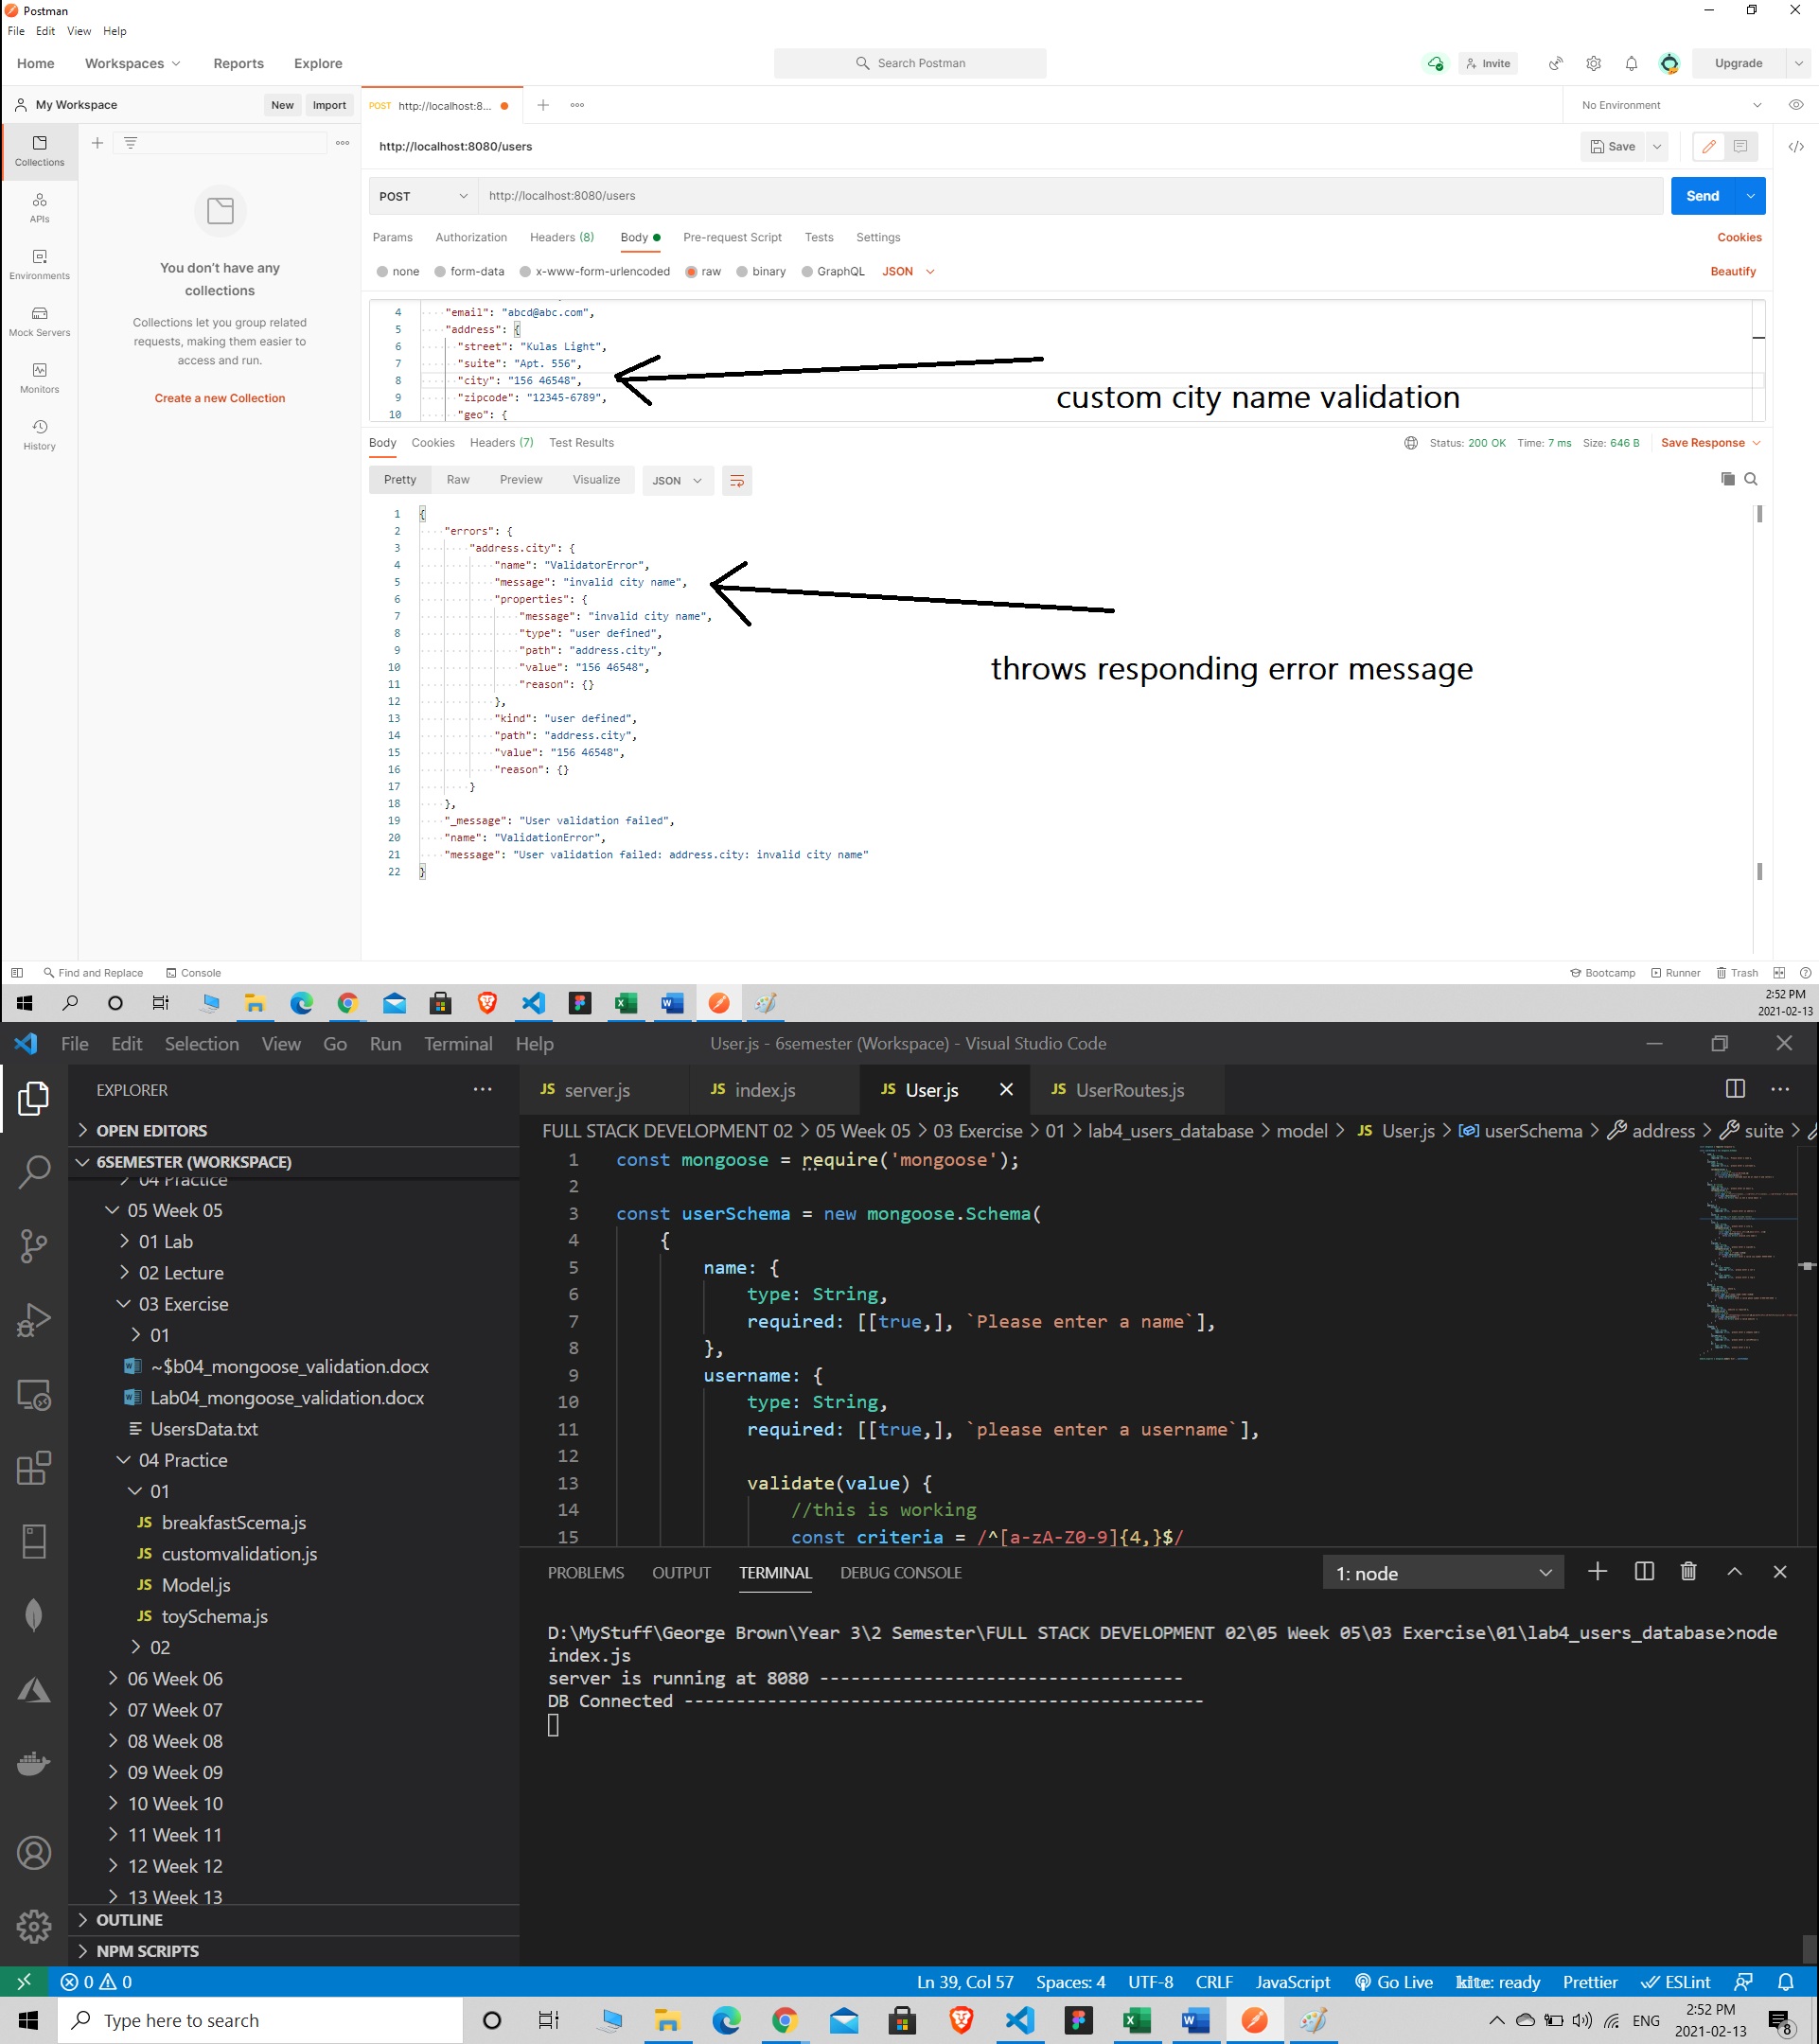 Postman
File Edit View Help
Home Workspaces Reports Explore Search Postman Invite Upgrade
My Workspace New Import POST http://localhost:8... No Environment
Collections
http://localhost:8080/users Save
APIs
POST http://localhost:8080/users Send
Params Authorization Headers (8) Body Pre-request Script Tests Settings Cookies
Environments
none form-data x-www-form-urlencoded raw binary GraphQL JSON Beautify
You don't have any
collections
Collections let you group related
requests, making them easier to
access and run.
Create a new Collection
Mock Servers
Monitors
History
4 "email": "abcd@abc.com",
5 "address": {
6 "street": "Kulas Light",
7 "suite": "Apt. 556",
8 "city": "156 46548",
9 "zipcode": "12345-6789",
10 "geo": {
custom city name validation
Body Cookies Headers (7) Test Results Status: 200 OK Time: 7 ms Size: 646 B Save Response
Pretty Raw Preview Visualize JSON
1 {
2 "errors": {
3 "address.city": {
4 "name": "ValidatorError",
5 "message": "invalid city name",
6 "properties": {
7 "message": "invalid city name",
8 "type": "user defined",
9 "path": "address.city",
10 "value": "156 46548",
11 "reason": {}
12 },
13 "kind": "user defined",
14 "path": "address.city",
15 "value": "156 46548",
16 "reason": {}
17 }
18 },
19 "_message": "User validation failed",
20 "name": "ValidationError",
21 "message": "User validation failed: address.city: invalid city name"
22 }
throws responding error message
Find and Replace Console Bootcamp Runner Trash
2:52 PM
2021-02-13
File Edit Selection View Go Run Terminal Help User.js - 6semester (Workspace) - Visual Studio Code
EXPLORER
JS server.js JS index.js JS User.js JS UserRoutes.js
OPEN EDITORS
6SEMESTER (WORKSPACE)
04 Practice
05 Week 05
01 Lab
02 Lecture
03 Exercise
01
~$b04_mongoose_validation.docx
Lab04_mongoose_validation.docx
UsersData.txt
04 Practice
01
JS breakfastScema.js
JS customvalidation.js
JS Model.js
JS toySchema.js
02
06 Week 06
07 Week 07
08 Week 08
09 Week 09
10 Week 10
11 Week 11
12 Week 12
13 Week 13
OUTLINE
NPM SCRIPTS
FULL STACK DEVELOPMENT 02 > 05 Week 05 > 03 Exercise > 01 > lab4_users_database > model > JS User.js > userSchema > address > suite >
1 const mongoose = require('mongoose');
2
3 const userSchema = new mongoose.Schema(
4 {
5 name: {
6 type: String,
7 required: [[true,], `Please enter a name`],
8 },
9 username: {
10 type: String,
11 required: [[true,], `please enter a username`],
12
13 validate(value) {
14 //this is working
15 const criteria = /^[a-zA-Z0-9]{4,}$/
PROBLEMS OUTPUT TERMINAL DEBUG CONSOLE 1: node
D:\MyStuff\George Brown\Year 3\2 Semester\FULL STACK DEVELOPMENT 02\05 Week 05\03 Exercise\01\lab4_users_database>node
index.js
server is running at 8080 -----------------------------------
DB Connected --------------------------------------------------
0 0 Ln 39, Col 57 Spaces: 4 UTF-8 CRLF JavaScript Go Live kite: ready Prettier ESLint
Type here to search ENG 2:52 PM
2021-02-13 8